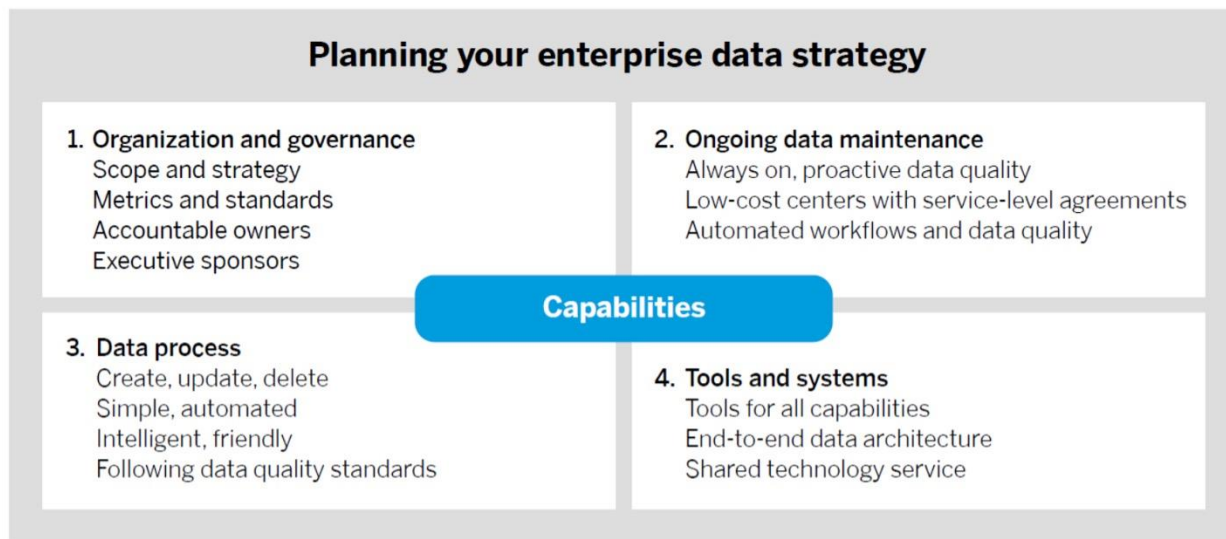 Planning your enterprise data strategy
1. Organization and governance
Scope and strategy
Metrics and standards
Accountable owners
Executive sponsors
2. Ongoing data maintenance
Always on, proactive data quality
Low-cost centers with service-level agreements
Automated workflows and data quality
Capabilities
3. Data process
Create, update, delete
Simple, automated
Intelligent, friendly
Following data quality standards
4. Tools and systems
Tools for all capabilities
End-to-end data architecture
Shared technology service